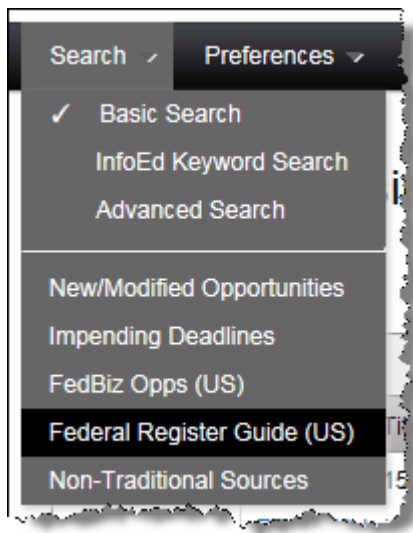 Search Preferences
✓ Basic Search
InfoEd Keyword Search
Advanced Search
New/Modified Opportunities
Impending Deadlines
FedBiz Opps (US)
Federal Register Guide (US)
Non-Traditional Sources